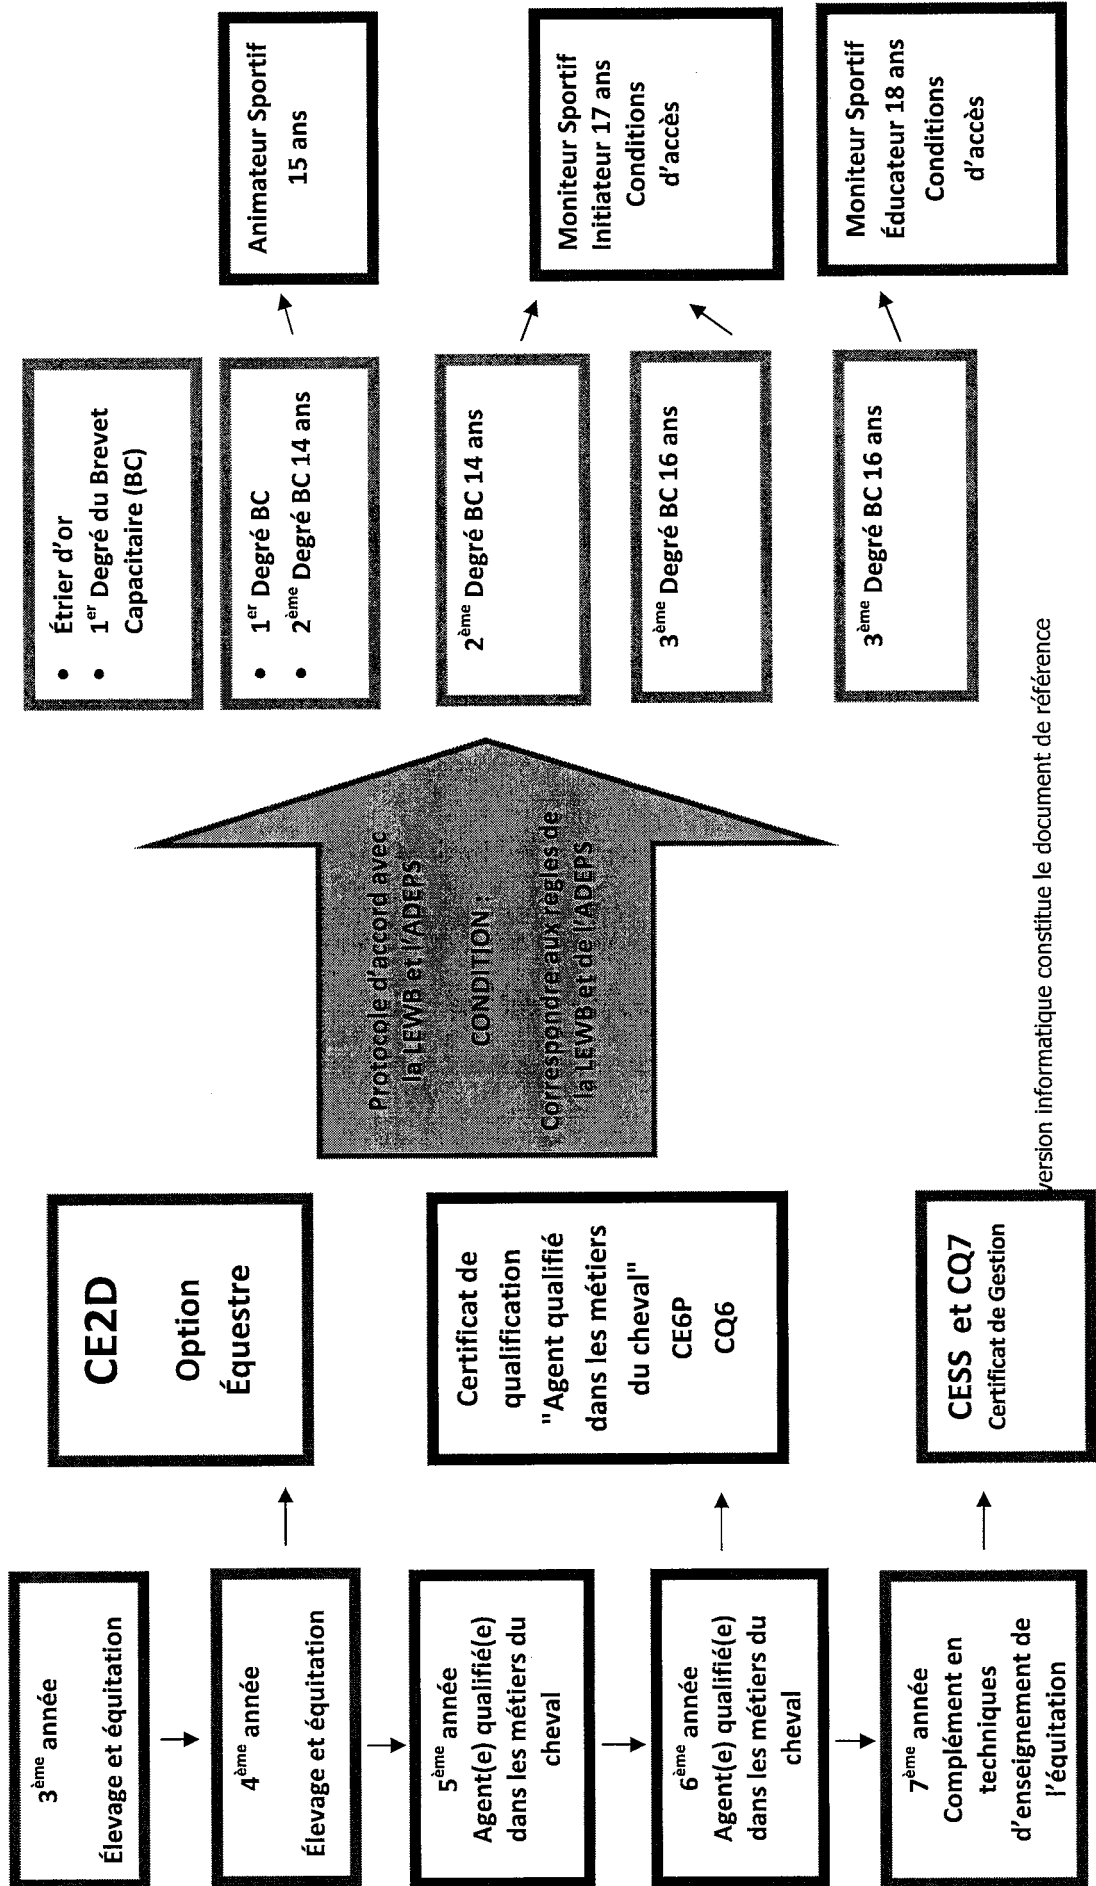 3ème année
Élevage et équitation
4ème année
Élevage et équitation
5ème année
Agent(e) qualifié(e)
dans les métiers du
cheval
6ème année
Agent(e) qualifié(e)
dans les métiers du
cheval
7ème année
Complément en
techniques
d'enseignement de
l'équitation
CE2D
Option
Équestre
Certificat de
qualification
"Agent qualifié
dans les métiers
du cheval"
CE6P
CQ6
CESS et CQ7
Certificat de Gestion
Protocole d'accord avec
la LEWB et l'ADEPS
CONDITION :
Correspondre aux règles de
la LEWB et de l'ADEPS
• Étrier d'or
• 1er Degré du Brevet
Capacitaire (BC)
• 1er Degré BC
• 2ème Degré BC 14 ans
2ème Degré BC 14 ans
3ème Degré BC 16 ans
3ème Degré BC 16 ans
Animateur Sportif
15 ans
Moniteur Sportif
Initiateur 17 ans
Conditions
d'accès
Moniteur Sportif
Éducateur 18 ans
Conditions
d'accès
version informatique constitue le document de référence